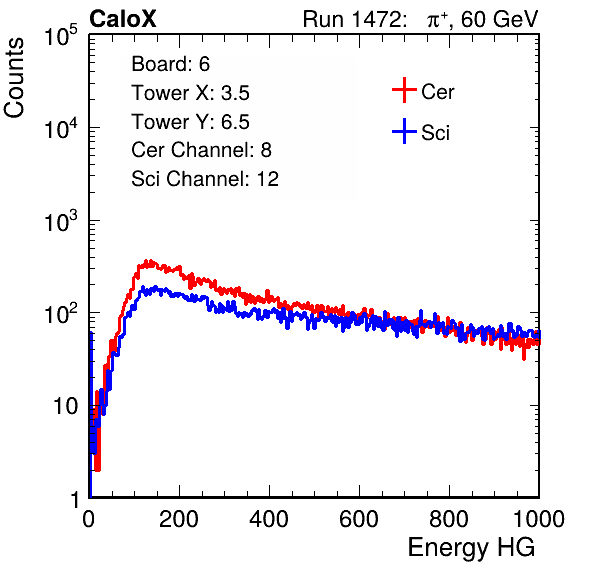 CaloX Run 1472: π⁺, 60 GeV
Counts
Board: 6
Tower X: 3.5
Tower Y: 6.5
Cer Channel: 8
Sci Channel: 12
Cer
Sci
10⁵
10⁴
10³
10²
10
1
0 200 400 600 800 1000
Energy HG